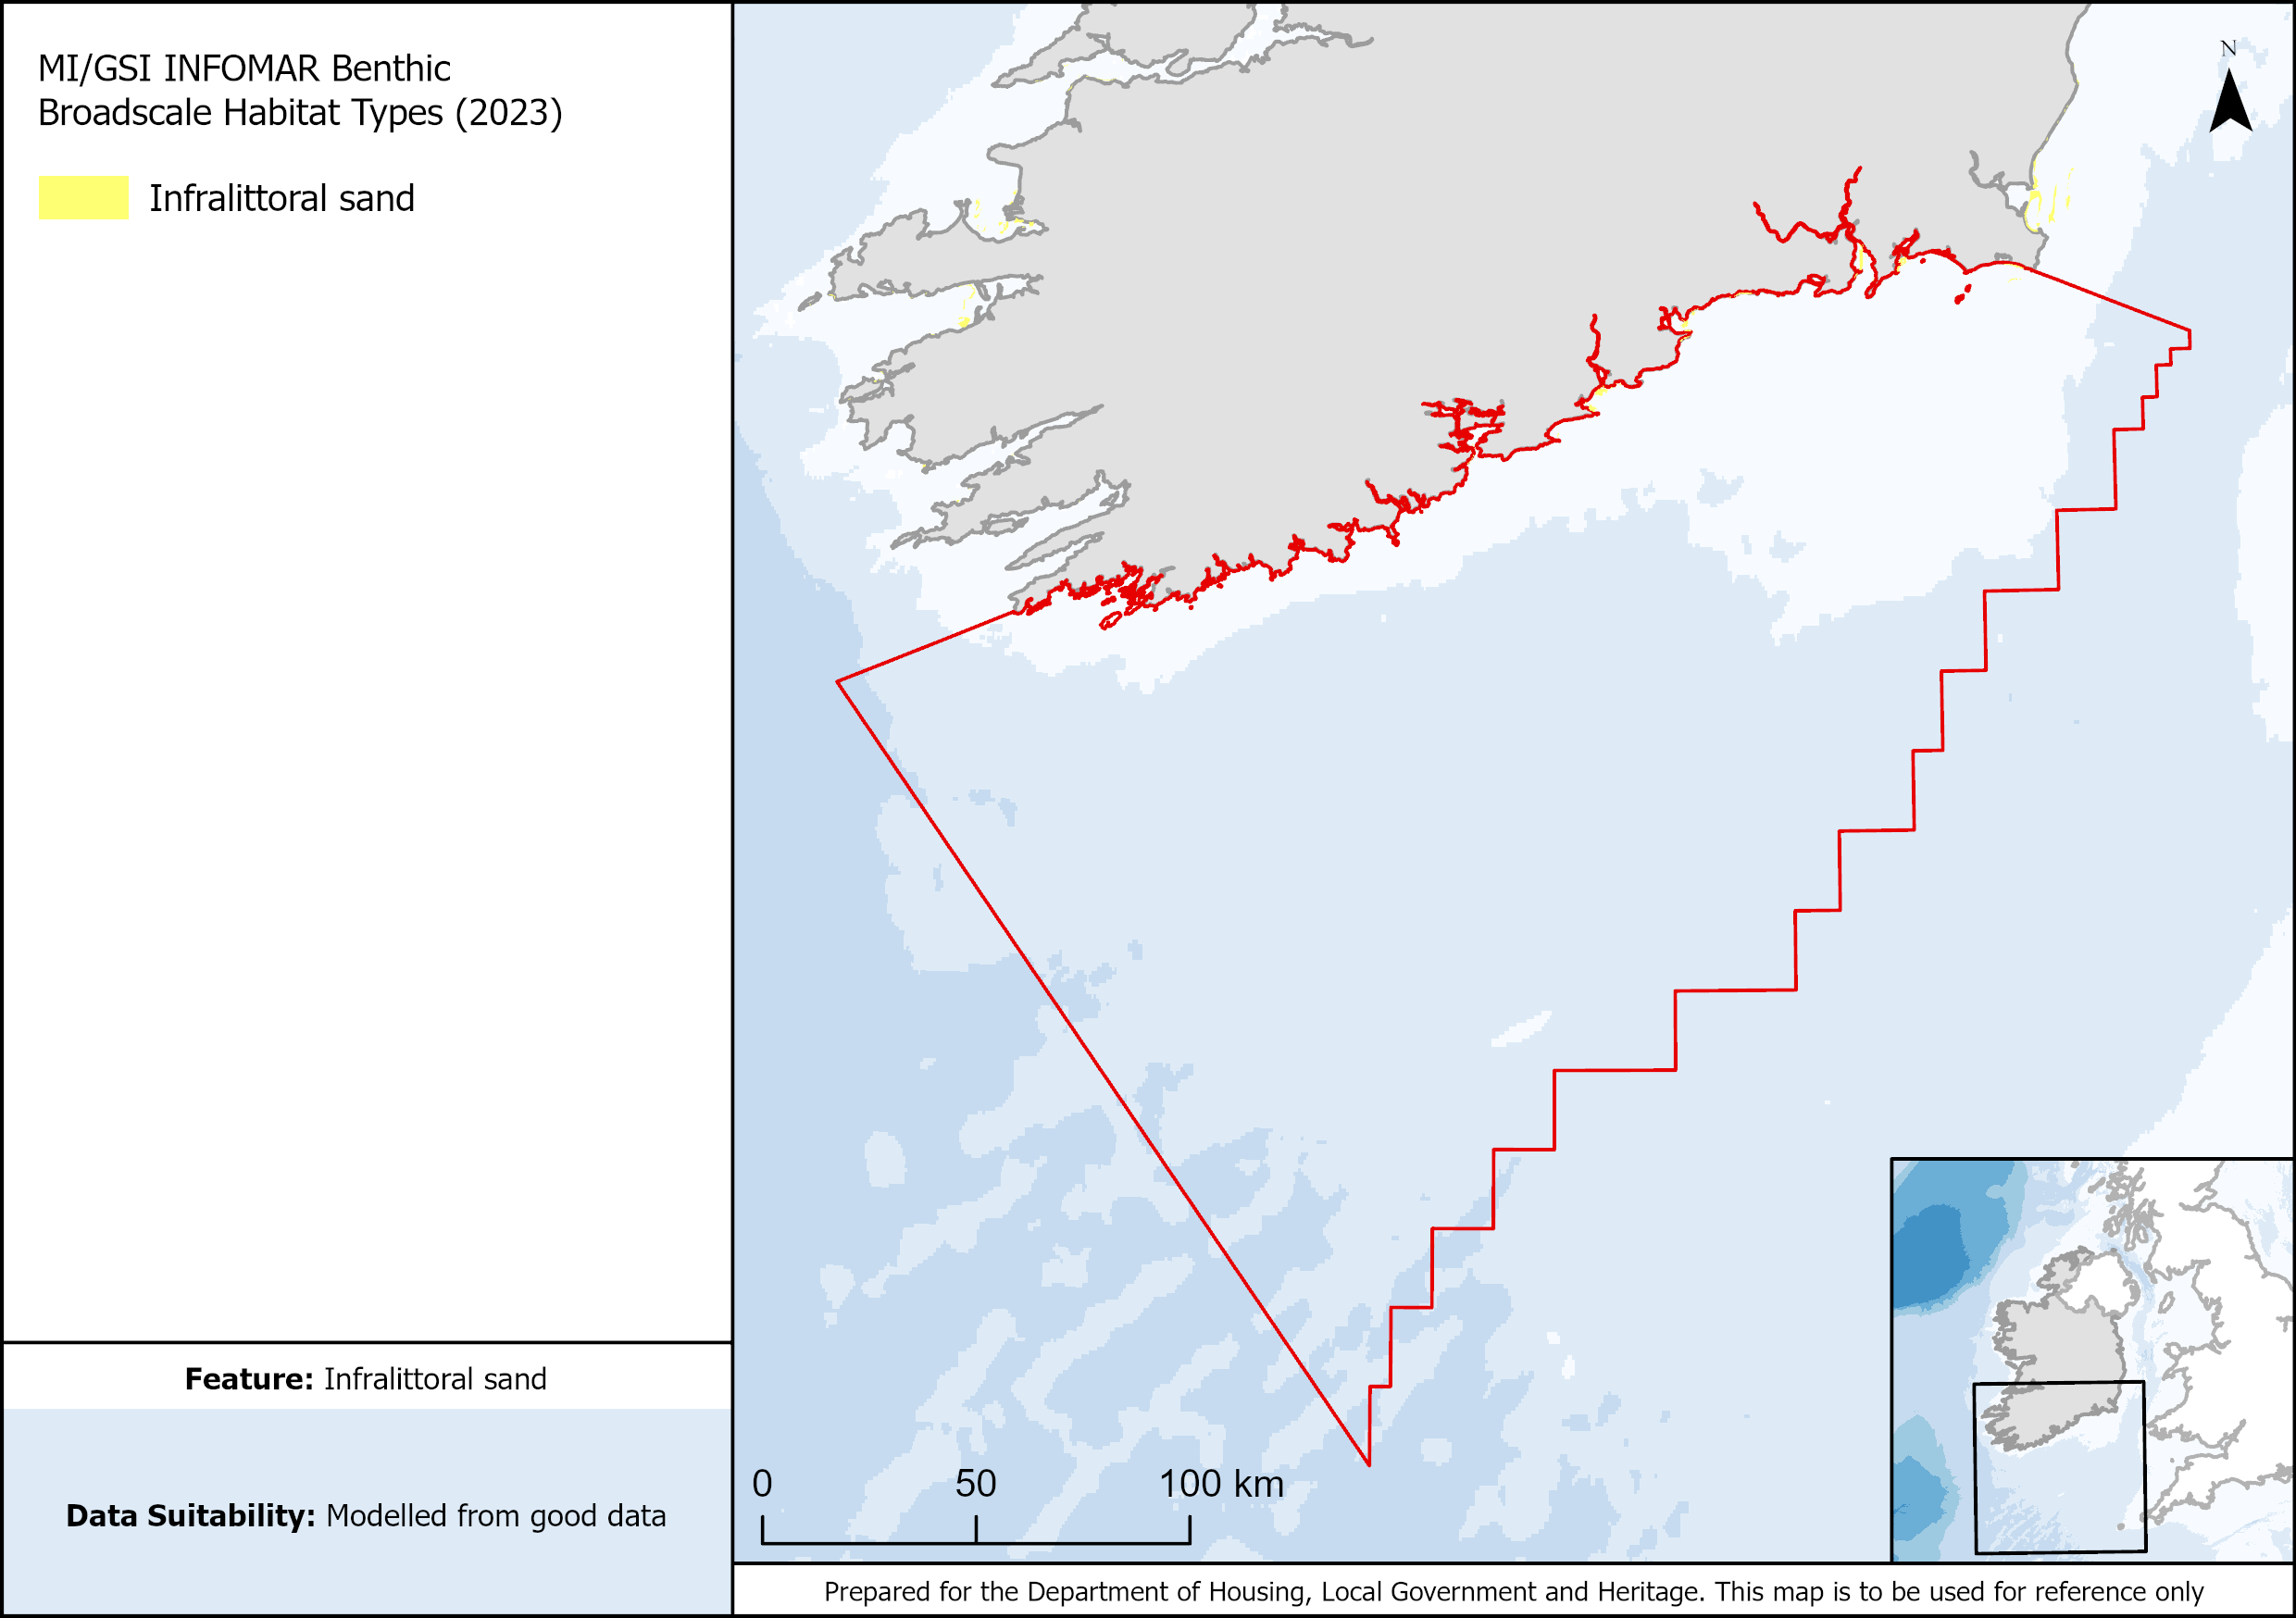 MI/GSI INFOMAR Benthic
Broadscale Habitat Types (2023)
Infralittoral sand
Feature: Infralittoral sand
Data Suitability: Modelled from good data
N
0 50 100 km
Prepared for the Department of Housing, Local Government and Heritage. This map is to be used for reference only